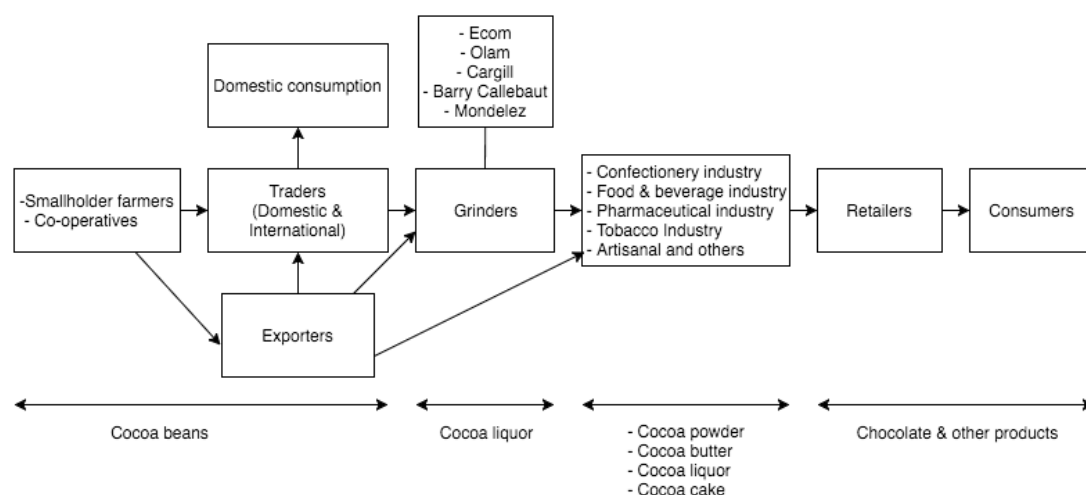 - Ecom
- Olam
- Cargill
- Barry Callebaut
- Mondelez
Domestic consumption
-Smallholder farmers
- Co-operatives
Traders
(Domestic &
International)
Grinders
- Confectionery industry
- Food & beverage industry
- Pharmaceutical industry
- Tobacco Industry
- Artisanal and others
Retailers
Consumers
Exporters
Cocoa beans
Cocoa liquor
- Cocoa powder
- Cocoa butter
- Cocoa liquor
- Cocoa cake
Chocolate & other products